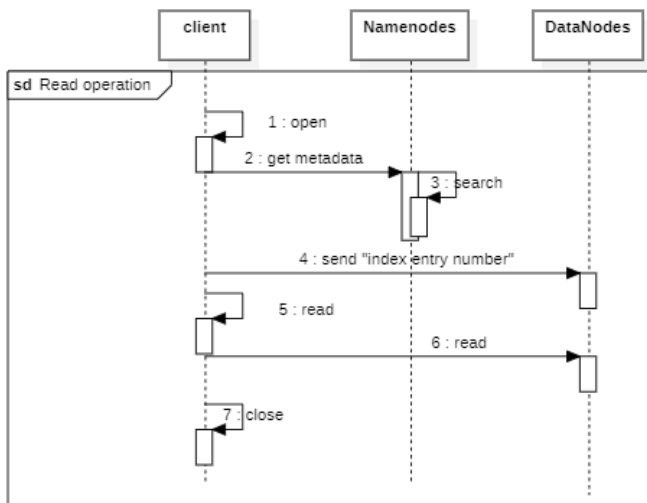 client
Namenodes
DataNodes
sd Read operation
1 : open
2 : get metadata
3 : search
4 : send "index entry number"
5 : read
6 : read
7 : close